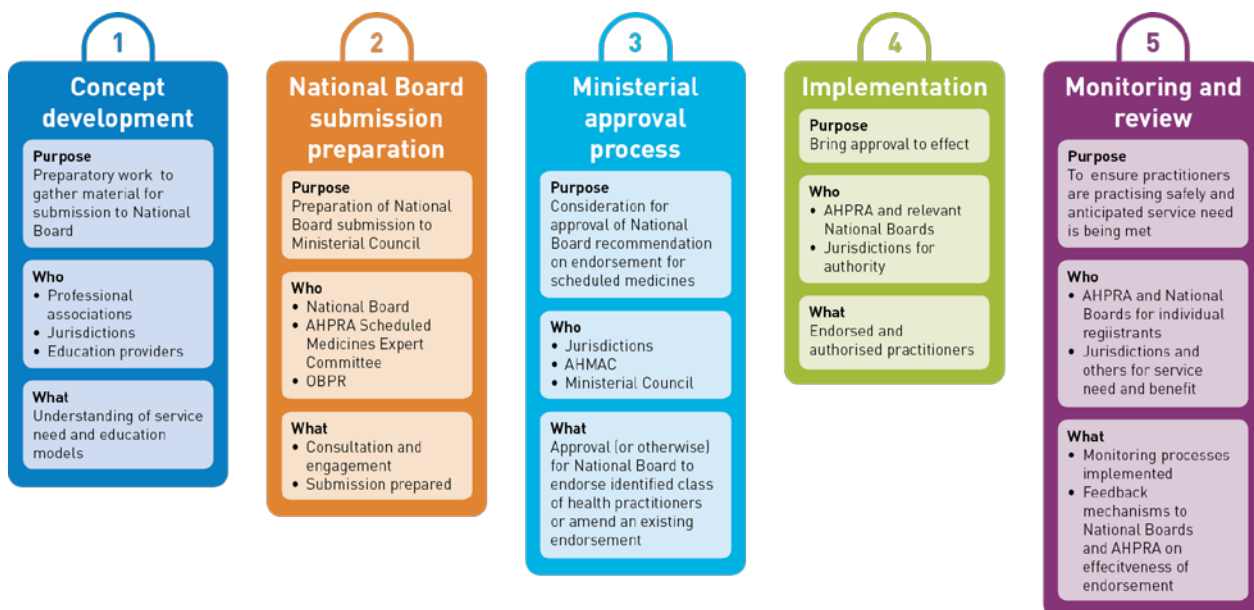 1
Concept
development
Purpose
Preparatory work to
gather material for
submission to National
Board
Who
• Professional
associations
• Jurisdictions
• Education providers
What
Understanding of service
need and education
models
2
National Board
submission
preparation
Purpose
Preparation of National
Board submission to
Ministerial Council
Who
• National Board
• AHPRA Scheduled
Medicines Expert
Committee
• OBPR
What
• Consultation and
engagement
• Submission prepared
3
Ministerial
approval
process
Purpose
Consideration for
approval of National
Board recommendation
on endorsement for
scheduled medicines
Who
• Jurisdictions
• AHMAC
• Ministerial Council
What
Approval (or otherwise)
for National Board to
endorse identified class
of health practitioners
or amend an existing
endorsement
4
Implementation
Purpose
Bring approval to effect
Who
• AHPRA and relevant
National Boards
• Jurisdictions for
authority
What
Endorsed and
authorised practitioners
5
Monitoring and
review
Purpose
To ensure practitioners
are practising safely and
anticipated service need
is being met
Who
• AHPRA and National
Boards for individual
regiistrants
• Jurisdictions and
others for service
need and benefit
What
• Monitoring processes
implemented
• Feedback
mechanisms to
National Boards
and AHPRA on
effecitveness of
endorsement